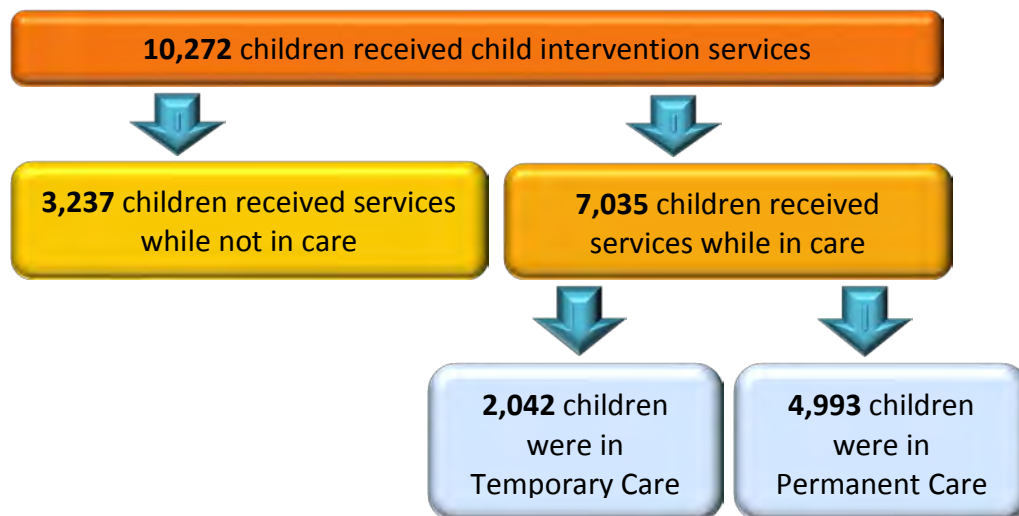 10,272 children received child intervention services
3,237 children received services
while not in care
7,035 children received
services while in care
2,042 children
were in
Temporary Care
4,993 children
were in
Permanent Care